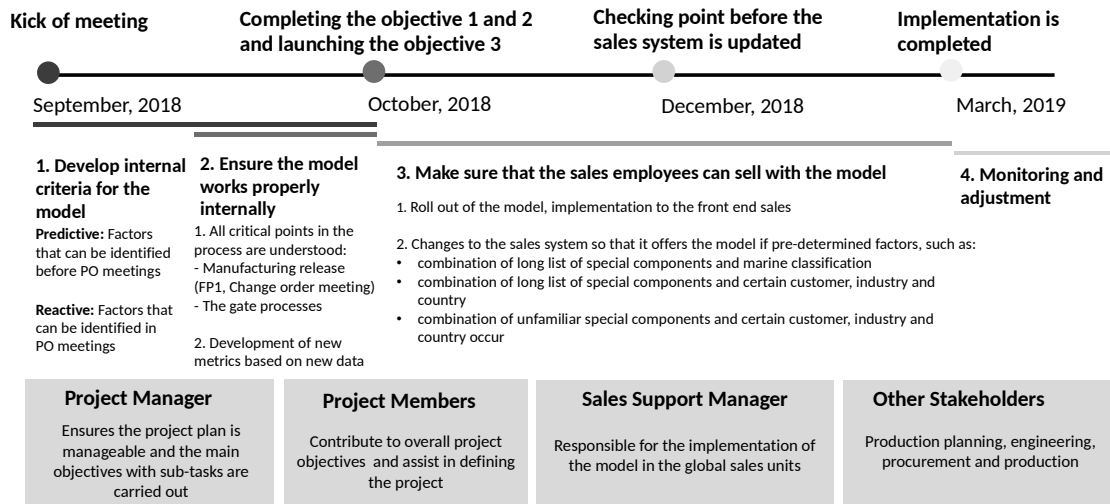 Kick of meeting
Completing the objective 1 and 2
and launching the objective 3
Checking point before the
sales system is updated
Implementation is
completed
September, 2018
October, 2018
December, 2018
March, 2019
1. Develop internal
criteria for the
model
Predictive: Factors
that can be identified
before PO meetings
Reactive: Factors that
can be identified in
PO meetings
2. Ensure the model
works properly
internally
1. All critical points in the
process are understood:
- Manufacturing release
(FP1, Change order meeting)
- The gate processes
2. Development of new
metrics based on new data
3. Make sure that the sales employees can sell with the model
1. Roll out of the model, implementation to the front end sales
2. Changes to the sales system so that it offers the model if pre-determined factors, such as:
• combination of long list of special components and marine classification
• combination of long list of special components and certain customer, industry and
country
• combination of unfamiliar special components and certain customer, industry and
country occur
4. Monitoring and
adjustment
Project Manager
Ensures the project plan is
manageable and the main
objectives with sub-tasks are
carried out
Project Members
Contribute to overall project
objectives and assist in defining
the project
Sales Support Manager
Responsible for the implementation of
the model in the global sales units
Other Stakeholders
Production planning, engineering,
procurement and production